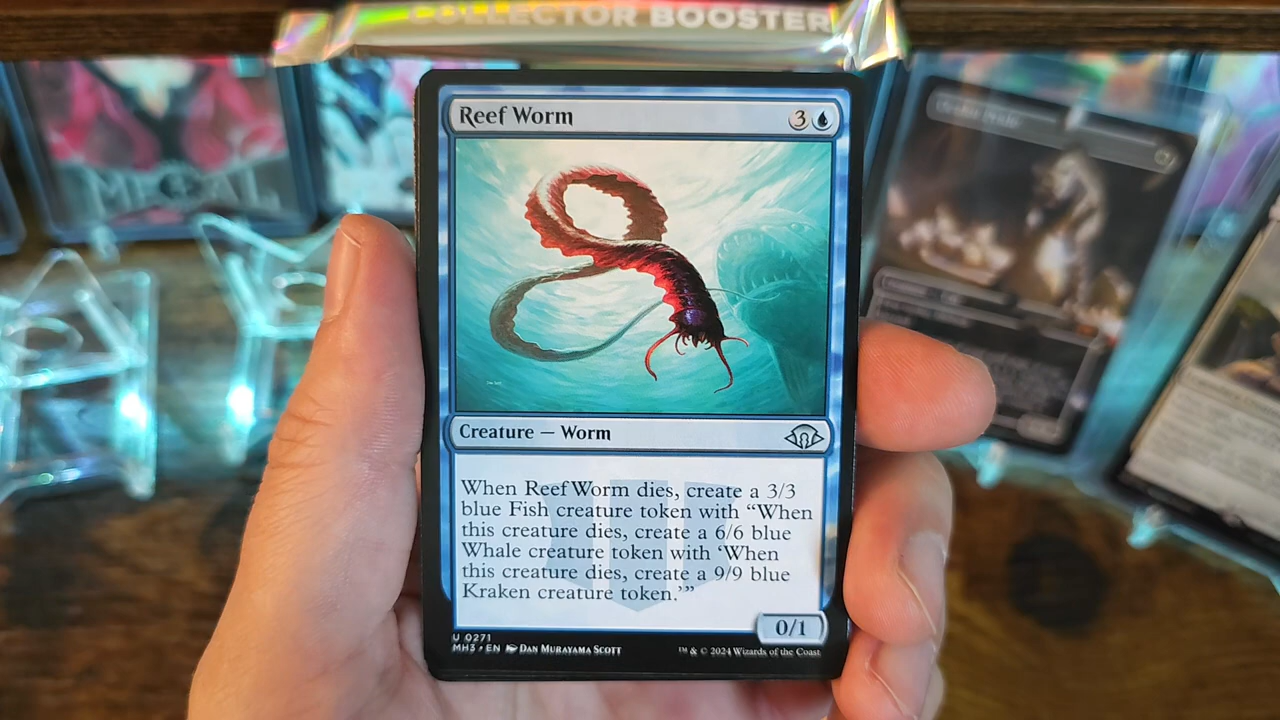 COLLECTOR BOOSTER
Reef Worm 3
Creature — Worm
When Reef Worm dies, create a 3/3
blue Fish creature token with “When
this creature dies, create a 6/6 blue
Whale creature token with ‘When
this creature dies, create a 9/9 blue
Kraken creature token.’”
0/1
U 0271
MH3 • EN DAN MURAYAMA SCOTT
™ & © 2024 Wizards of the Coast